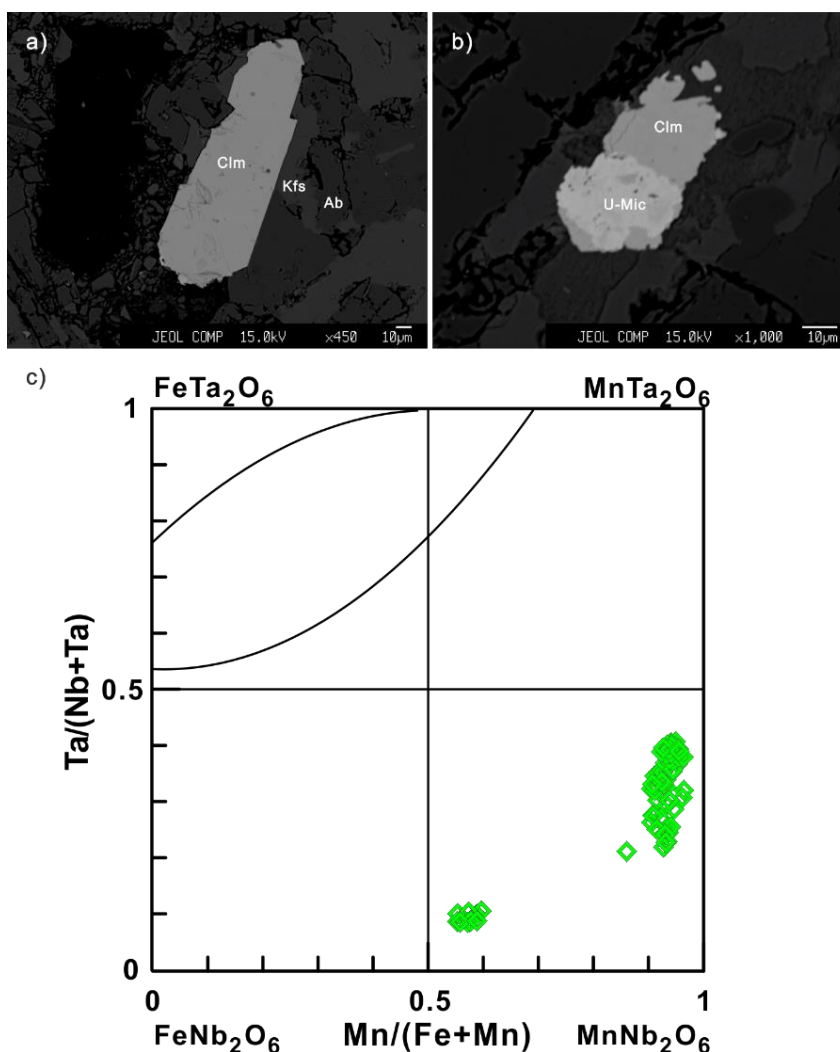 a)
Clm
Kfs
Ab
JEOL COMP 15.0kV ×450 10µm
b)
Clm
U-Mic
JEOL COMP 15.0kV ×1,000 10µm
c)
FeTa₂O₆ MnTa₂O₆
1
Ta/(Nb+Ta)
0.5
0
0 0.5 1
FeNb₂O₆ Mn/(Fe+Mn) MnNb₂O₆